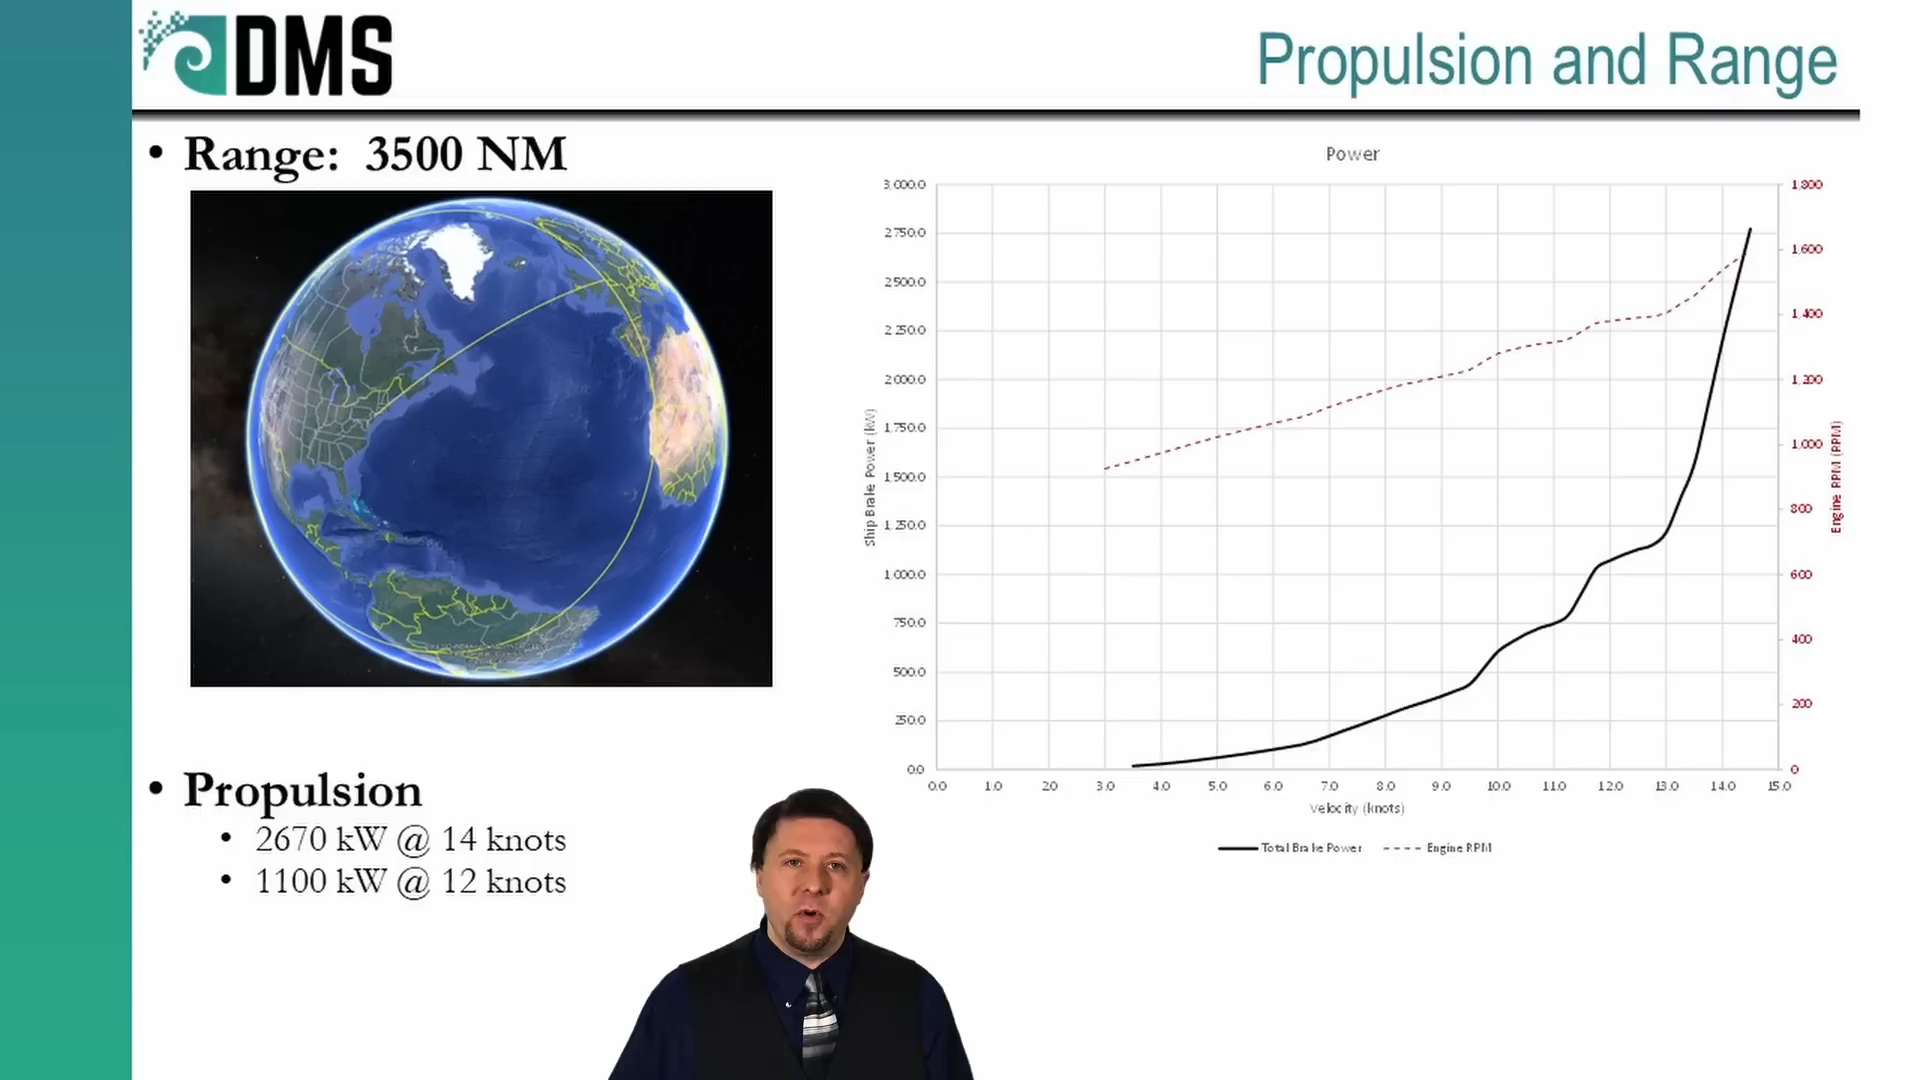 DMS
Propulsion and Range
• Range: 3500 NM
• Propulsion
• 2670 kW @ 14 knots
• 1100 kW @ 12 knots
Power
Ship Brake Power (kW)
3,000.0
2,750.0
2,500.0
2,250.0
2,000.0
1,750.0
1,500.0
1,250.0
1,000.0
750.0
500.0
250.0
0.0
1,800
1,600
1,400
1,200
1,000
800
600
400
200
0
Engine RPM (RPM)
0.0 1.0 2.0 3.0 4.0 5.0 6.0 7.0 8.0 9.0 10.0 11.0 12.0 13.0 14.0 15.0
Velocity (knots)
Total Brake Power Engine RPM